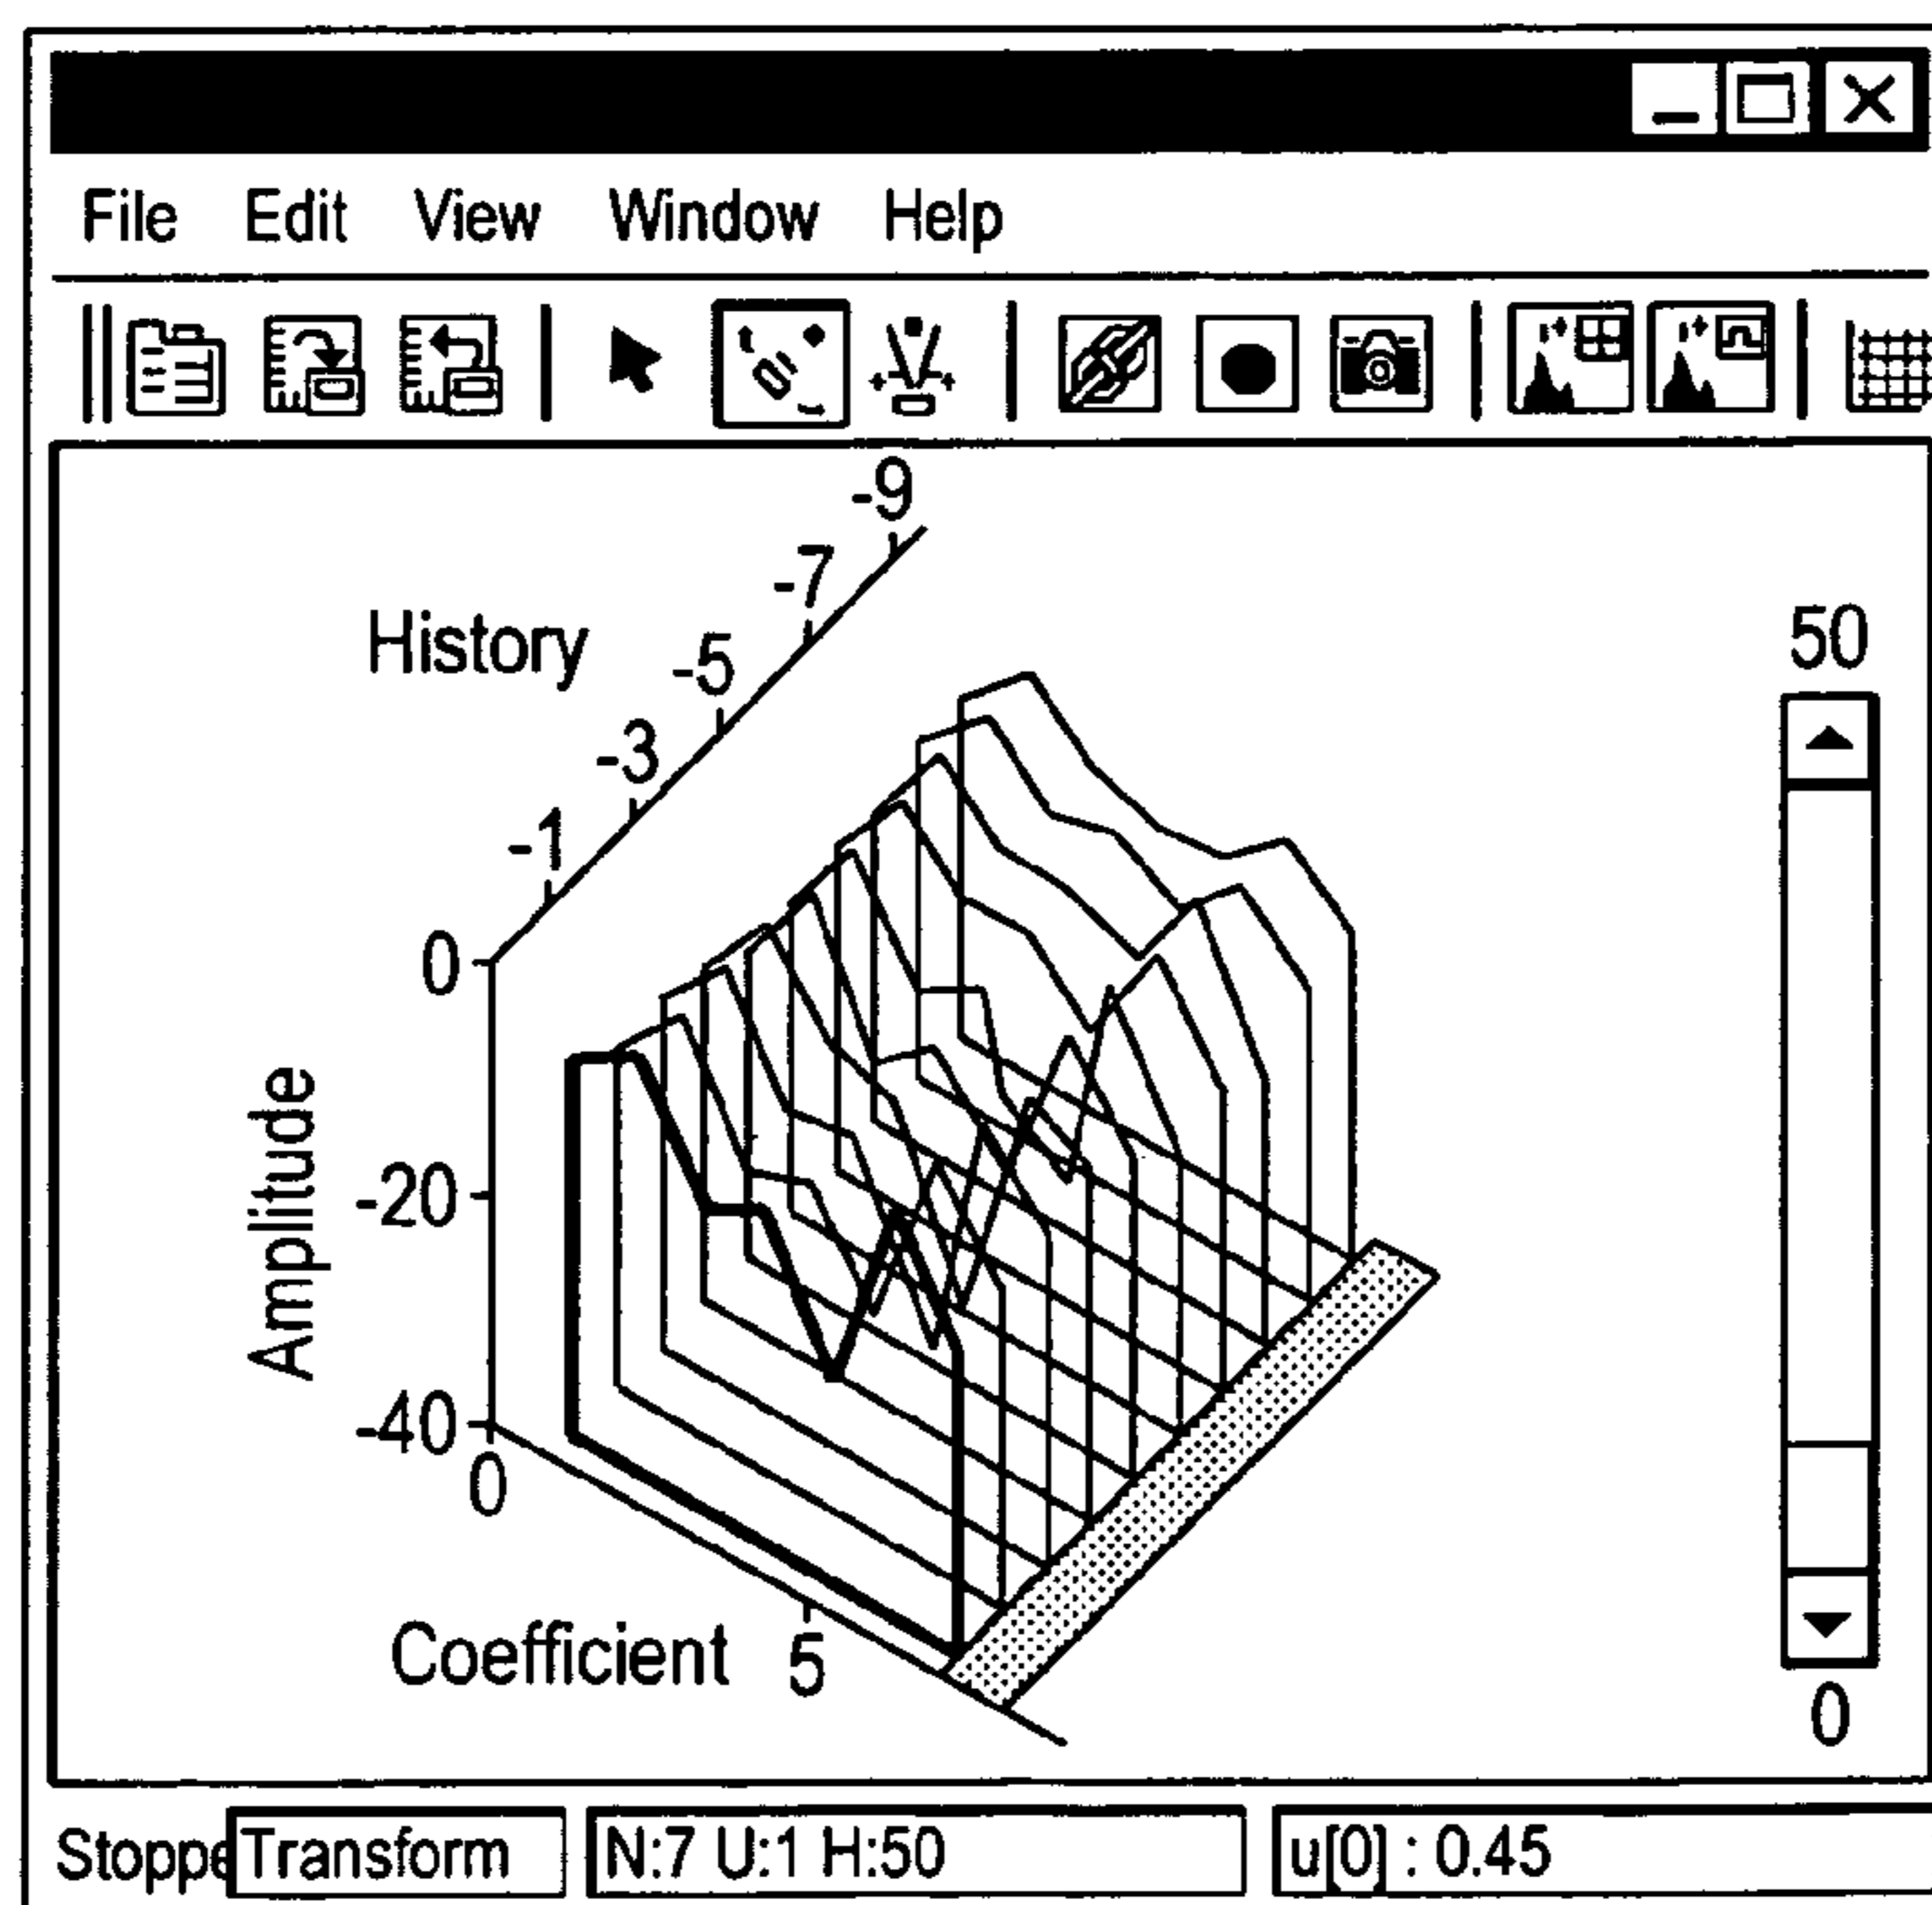 File Edit View Window Help
-9
-7
History
50
-5
-3
-1
0
Amplitude
-20
-40
0
Coefficient 5
0
Stoppe Transform N:7 U:1 H:50 u[0] : 0.45